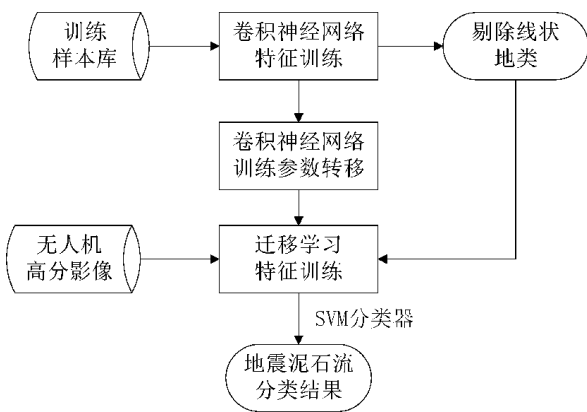 训练
样本库
卷积神经网络
特征训练
剔除线状
地类
卷积神经网络
训练参数转移
无人机
高分影像
迁移学习
特征训练
SVM分类器
地震泥石流
分类结果